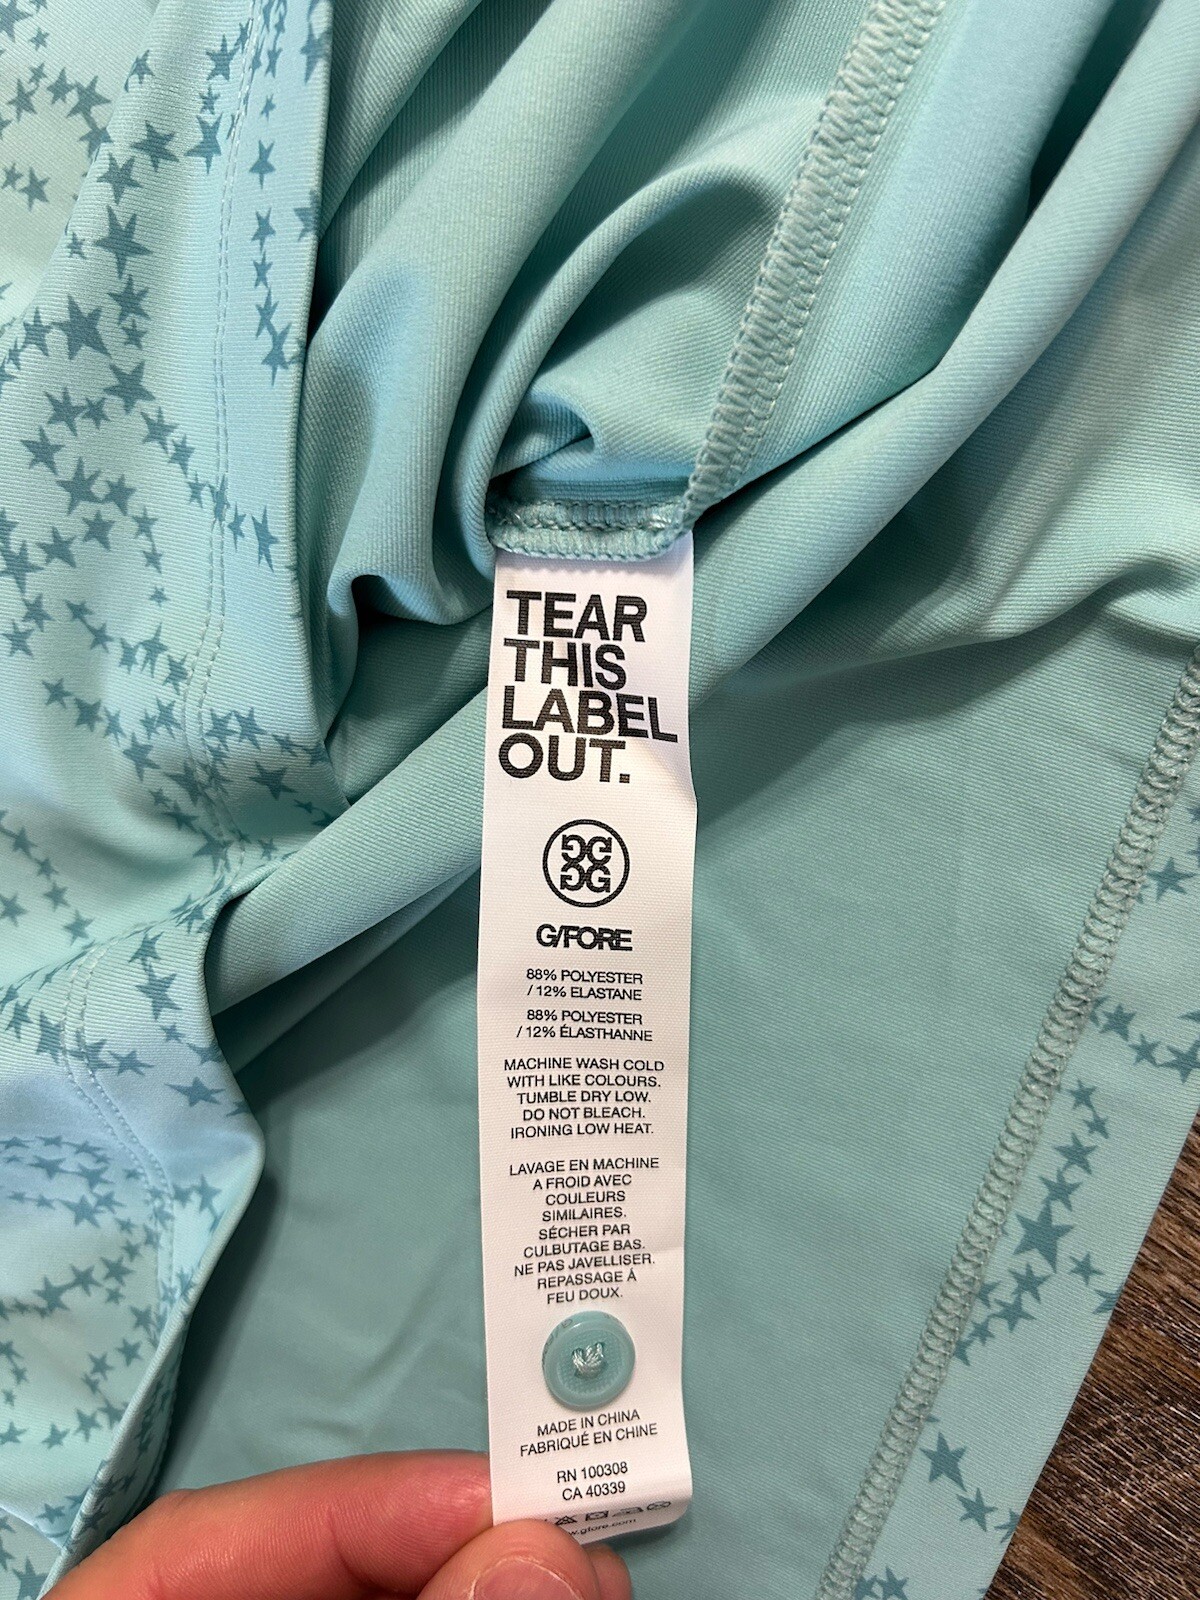 TEAR
THIS
LABEL
OUT.
G/FORE
88% POLYESTER
/ 12% ELASTANE
88% POLYESTER
/ 12% ÉLASTHANNE
MACHINE WASH COLD
WITH LIKE COLOURS.
TUMBLE DRY LOW.
DO NOT BLEACH.
IRONING LOW HEAT.
LAVAGE EN MACHINE
A FROID AVEC
COULEURS
SIMILAIRES.
SÉCHER PAR
CULBUTAGE BAS.
NE PAS JAVELLISER.
REPASSAGE Á
FEU DOUX.
MADE IN CHINA
FABRIQUÉ EN CHINE
RN 100308
CA 40339
w.gfore.com